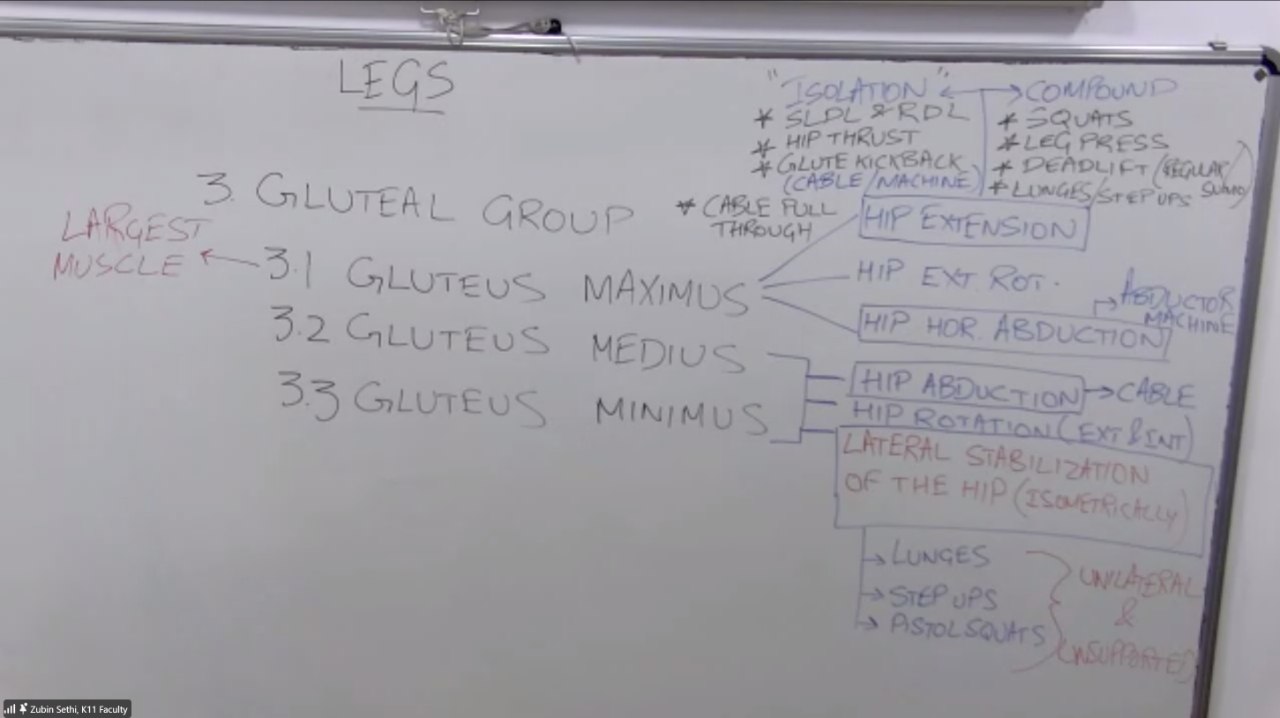 LEGS
"ISOLATION" ↔ COMPOUND
* SLDL & RDL
* HIP THRUST
* GLUTE KICKBACK
(CABLE/MACHINE)
* CABLE PULL
THROUGH
* SQUATS
* LEG PRESS
* DEADLIFT (REGULAR/
SUMO)
* LUNGES/STEP UPS
3. GLUTEAL GROUP
LARGEST
MUSCLE
3.1 GLUTEUS MAXIMUS
HIP EXTENSION
HIP EXT ROT.
HIP HOR. ABDUCTION
ABDUCTOR
MACHINE
3.2 GLUTEUS MEDIUS
3.3 GLUTEUS MINIMUS
HIP ABDUCTION → CABLE
HIP ROTATION (EXT & INT)
LATERAL STABILIZATION
OF THE HIP (ISOMETRICALLY)
→ LUNGES
→ STEP UPS
→ PISTOL SQUATS
UNILATERAL
&
UNSUPPORTED
Zubin Sethi, K11 Faculty